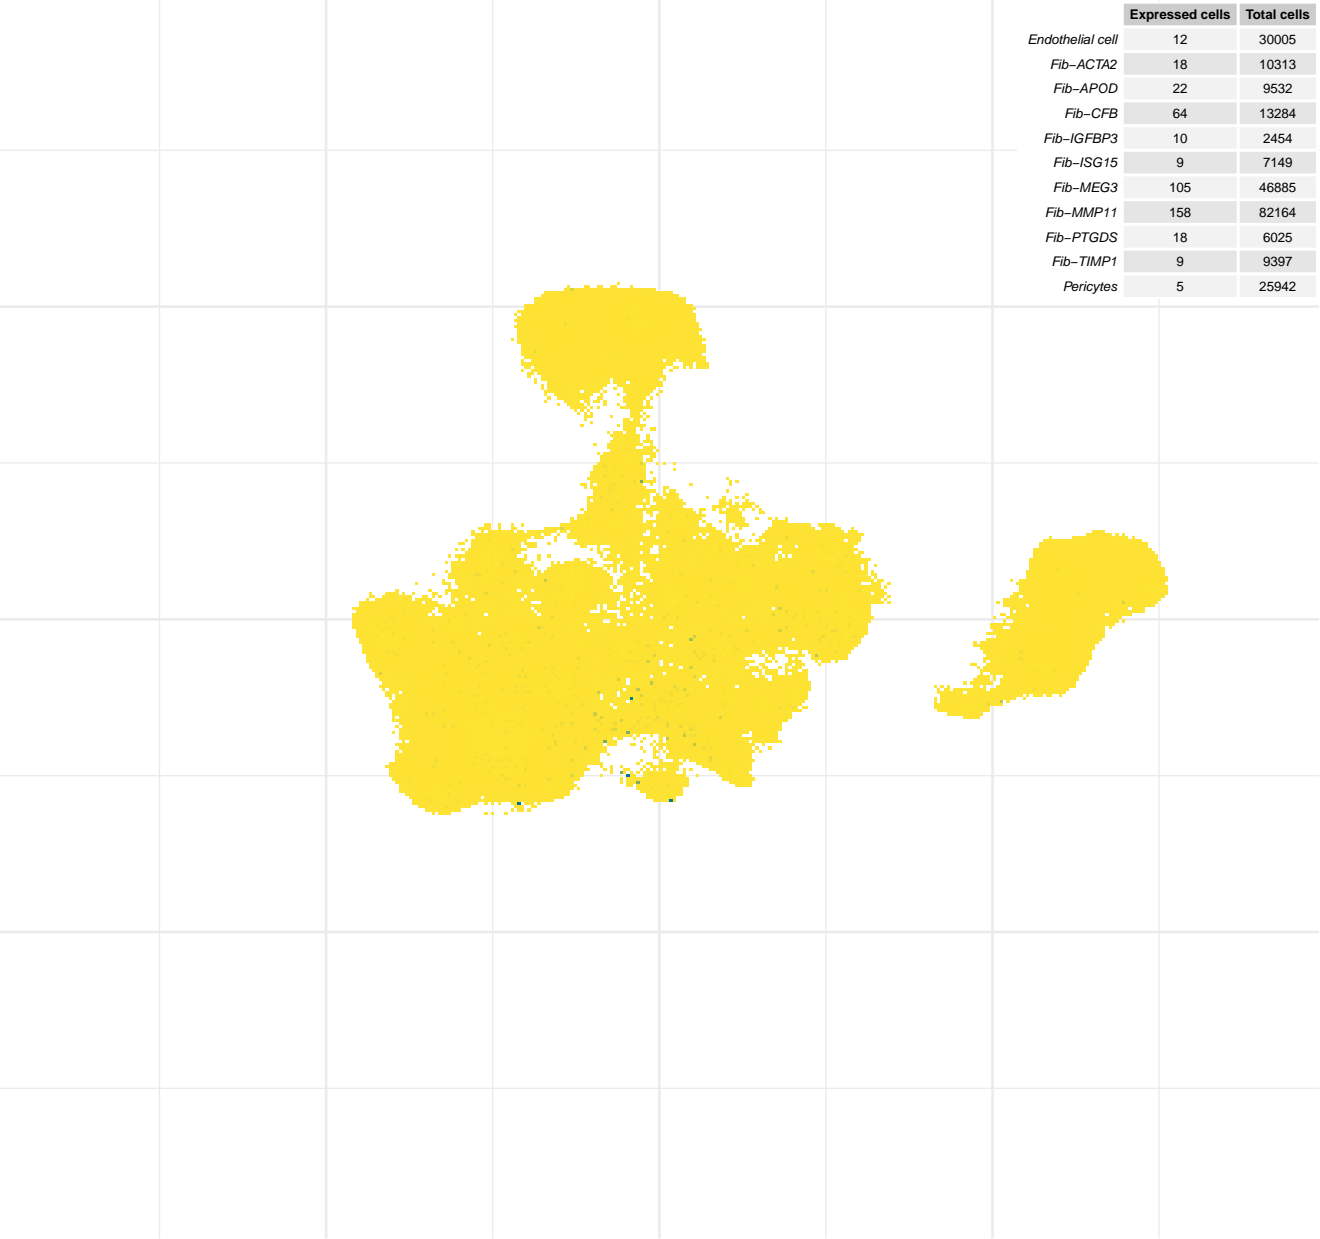 Expressed cells Total cells
Endothelial cell 12 30005
Fib−ACTA2 18 10313
Fib−APOD 22 9532
Fib−CFB 64 13284
Fib−IGFBP3 10 2454
Fib−ISG15 9 7149
Fib−MEG3 105 46885
Fib−MMP11 158 82164
Fib−PTGDS 18 6025
Fib−TIMP1 9 9397
Pericytes 5 25942